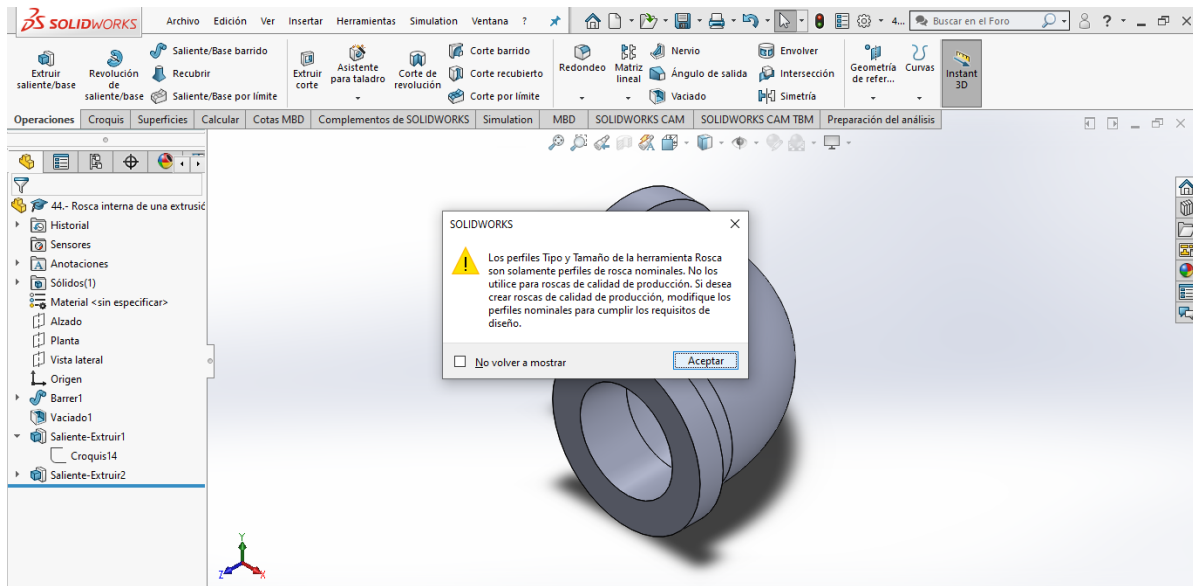 SOLIDWORKS Archivo Edición Ver Insertar Herramientas Simulation Ventana ? 4... Buscar en el Foro ?
Extruir saliente/base
Revolución de saliente/base
Saliente/Base barrido
Recubrir
Saliente/Base por límite
Extruir corte
Asistente para taladro
Corte de revolución
Corte barrido
Corte recubierto
Corte por límite
Redondeo
Matriz lineal
Nervio
Ángulo de salida
Vaciado
Envolver
Intersección
Simetría
Geometría de refer...
Curvas
Instant 3D
Operaciones Croquis Superficies Calcular Cotas MBD Complementos de SOLIDWORKS Simulation MBD SOLIDWORKS CAM SOLIDWORKS CAM TBM Preparación del análisis
44.- Rosca interna de una extrusió
Historial
Sensores
Anotaciones
Sólidos(1)
Material <sin especificar>
Alzado
Planta
Vista lateral
Origen
Barrer1
Vaciado1
Saliente-Extruir1
Croquis14
Saliente-Extruir2
SOLIDWORKS
Los perfiles Tipo y Tamaño de la herramienta Rosca
son solamente perfiles de rosca nominales. No los
utilice para roscas de calidad de producción. Si desea
crear roscas de calidad de producción, modifique los
perfiles nominales para cumplir los requisitos de
diseño.
No volver a mostrar
Aceptar
Y
Z X